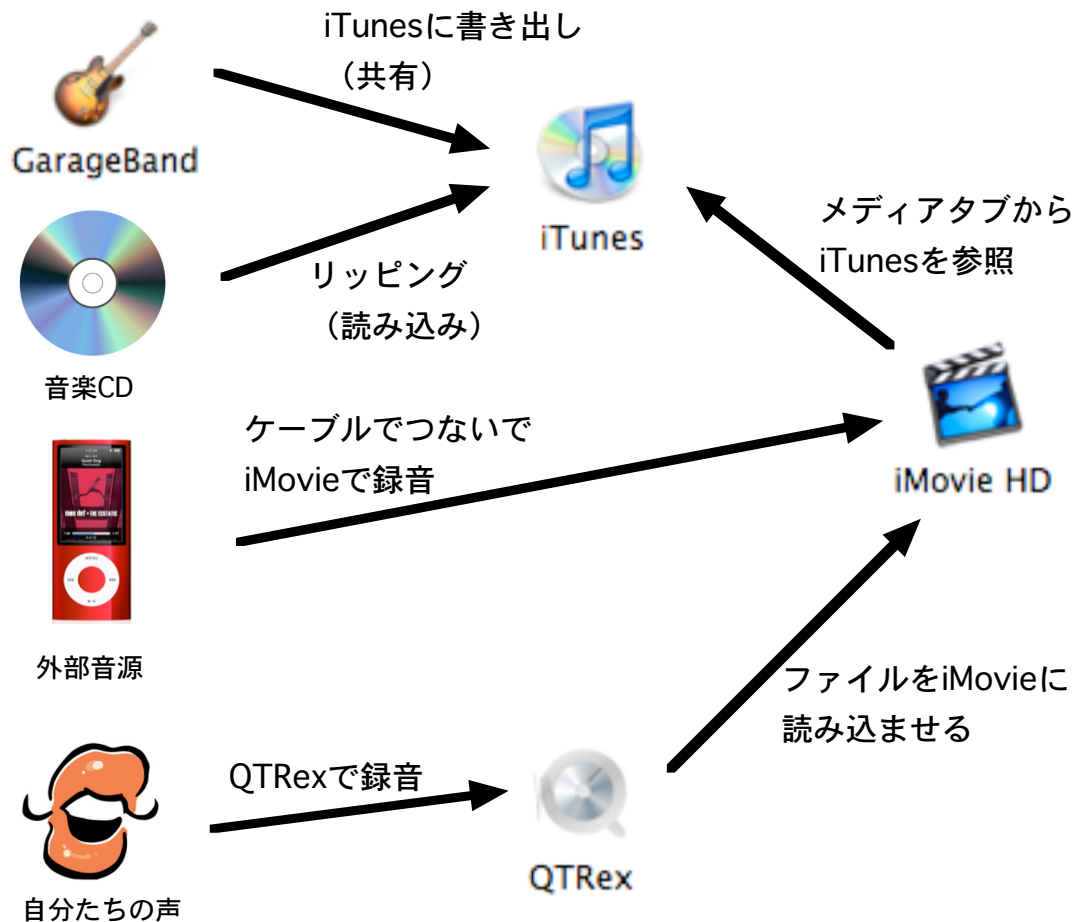 iTunesに書き出し
（共有）
GarageBand
iTunes
メディアタブから
iTunesを参照
リッピング
（読み込み）
音楽CD
ケーブルでつないで
iMovieで録音
iMovie HD
外部音源
ファイルをiMovieに
読み込ませる
QTRexで録音
QTRex
自分たちの声